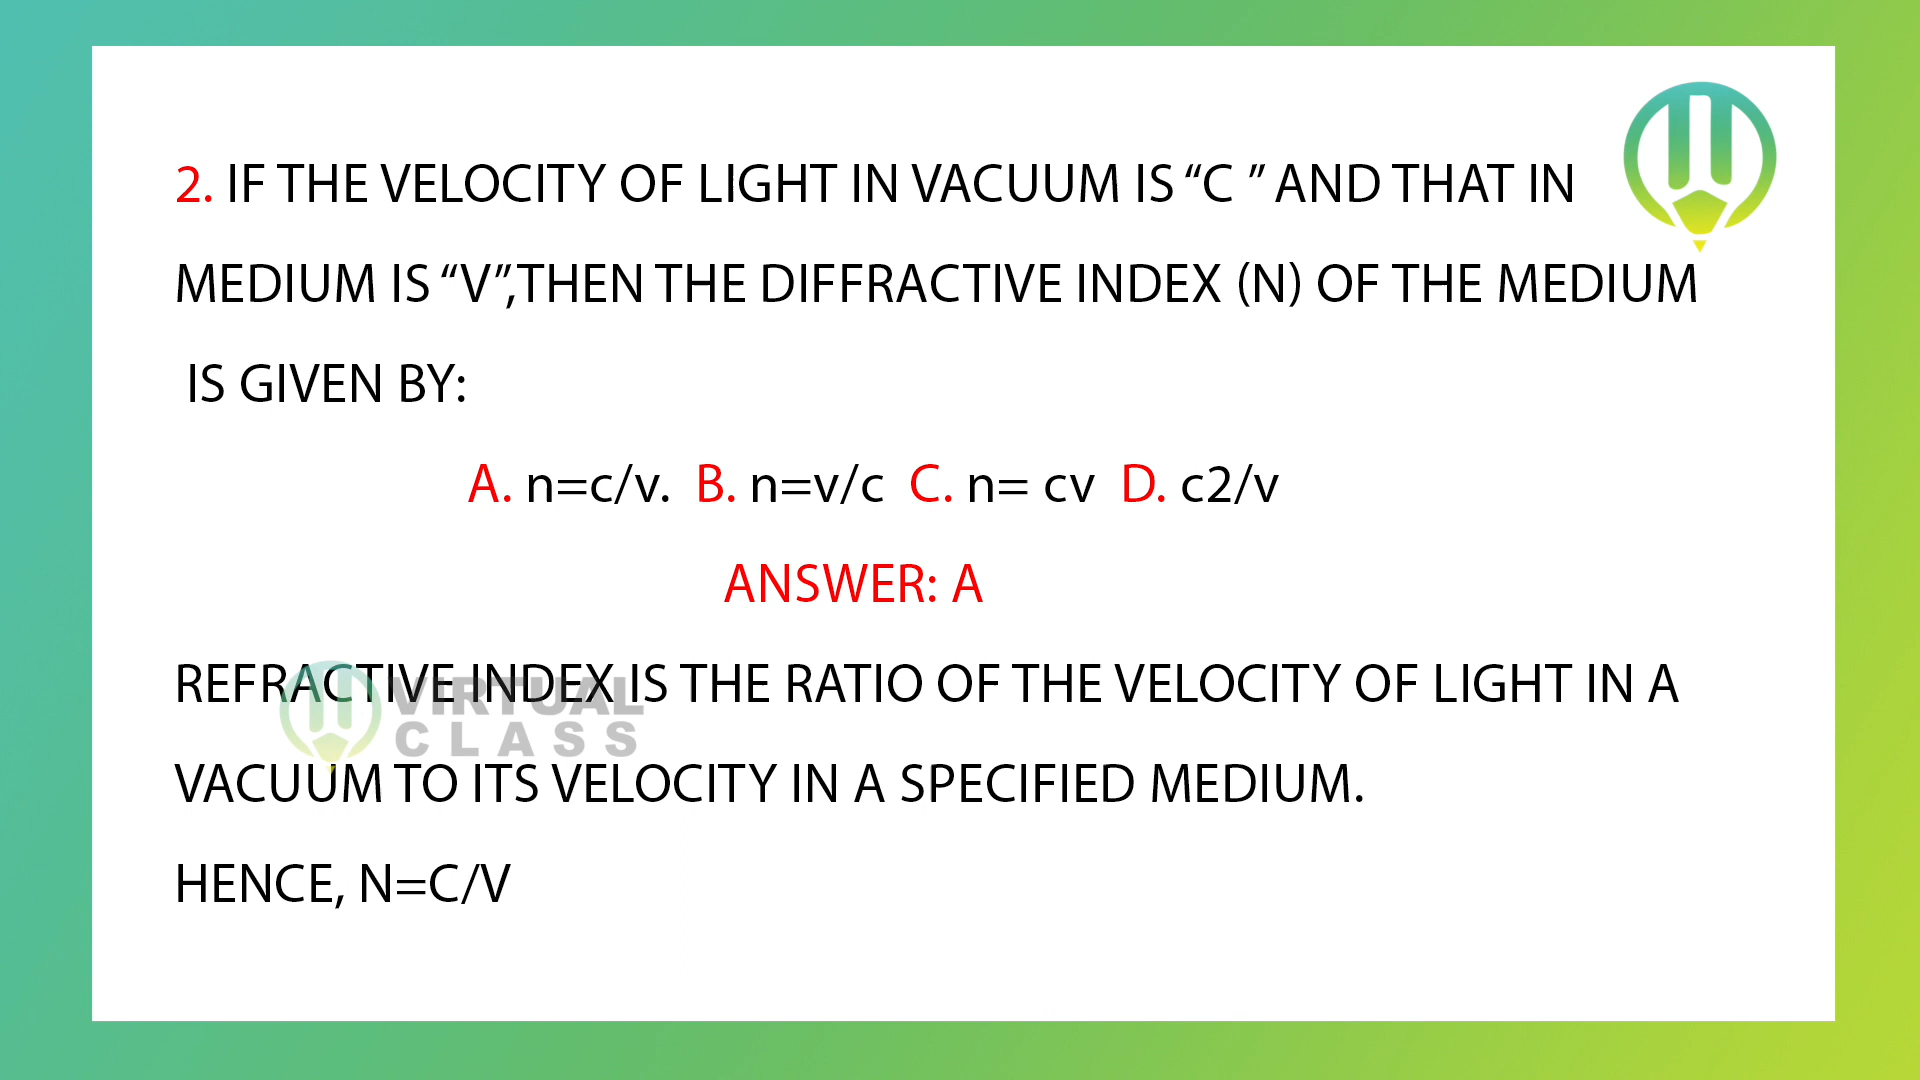 2. IF THE VELOCITY OF LIGHT IN VACUUM IS “C ” AND THAT IN
MEDIUM IS “V”,THEN THE DIFFRACTIVE INDEX (N) OF THE MEDIUM
IS GIVEN BY:
A. n=c/v. B. n=v/c C. n= cv D. c2/v
ANSWER: A
REFRACTIVE INDEX IS THE RATIO OF THE VELOCITY OF LIGHT IN A
VIRTUAL
CLASS
VACUUM TO ITS VELOCITY IN A SPECIFIED MEDIUM.
HENCE, N=C/V